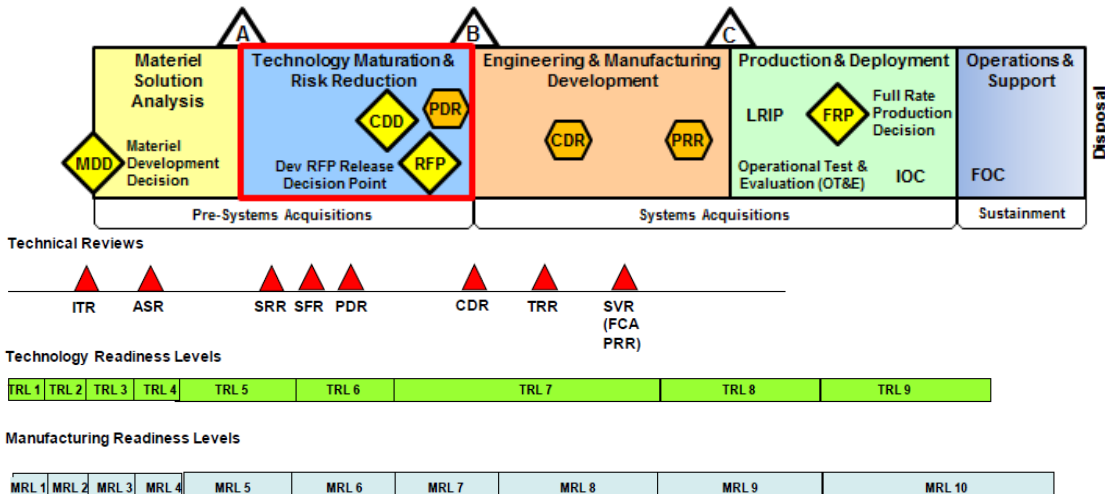 A
B
C
Materiel
Solution
Analysis
Technology Maturation &
Risk Reduction
Engineering & Manufacturing
Development
Production & Deployment
Operations &
Support
Disposal
MDD
Materiel
Development
Decision
CDD
PDR
Dev RFP Release
Decision Point
RFP
CDR
PRR
LRIP
FRP
Full Rate
Production
Decision
Operational Test &
Evaluation (OT&E)
IOC
FOC
Pre-Systems Acquisitions
Systems Acquisitions
Sustainment
Technical Reviews
ITR
ASR
SRR
SFR
PDR
CDR
TRR
SVR
(FCA
PRR)
Technology Readiness Levels
TRL 1
TRL 2
TRL 3
TRL 4
TRL 5
TRL 6
TRL 7
TRL 8
TRL 9
Manufacturing Readiness Levels
MRL 1
MRL 2
MRL 3
MRL 4
MRL 5
MRL 6
MRL 7
MRL 8
MRL 9
MRL 10